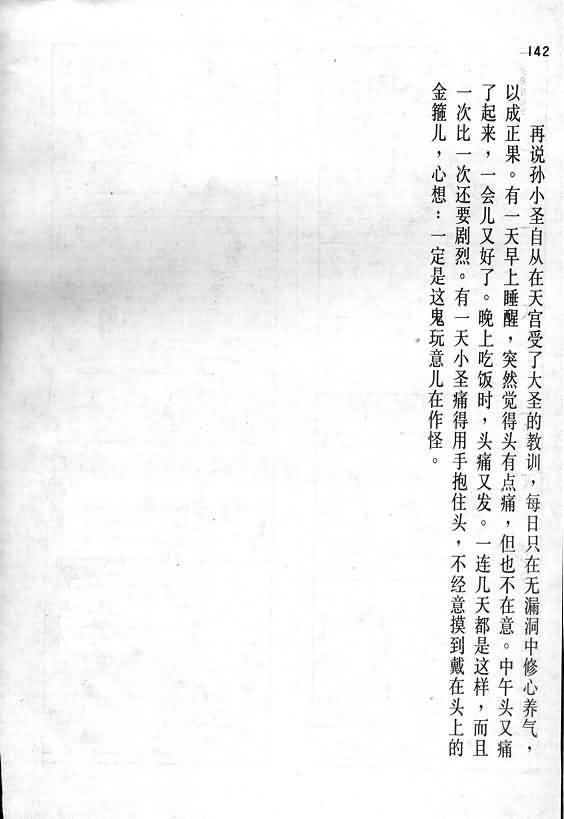 142
再说孙小圣自从在天宫受了大圣的教训，每日只在无漏洞中修心养气，
以成正果。有一天早上睡醒，突然觉得头有点痛，但也不在意。中午头又痛
了起来，一会儿又好了。晚上吃饭时，头痛又发。一连几天都是这样，而且
一次比一次还要剧烈。有一天小圣痛得用手抱住头，不经意摸到戴在头上的
金箍儿，心想：一定是这鬼玩意儿在作怪。